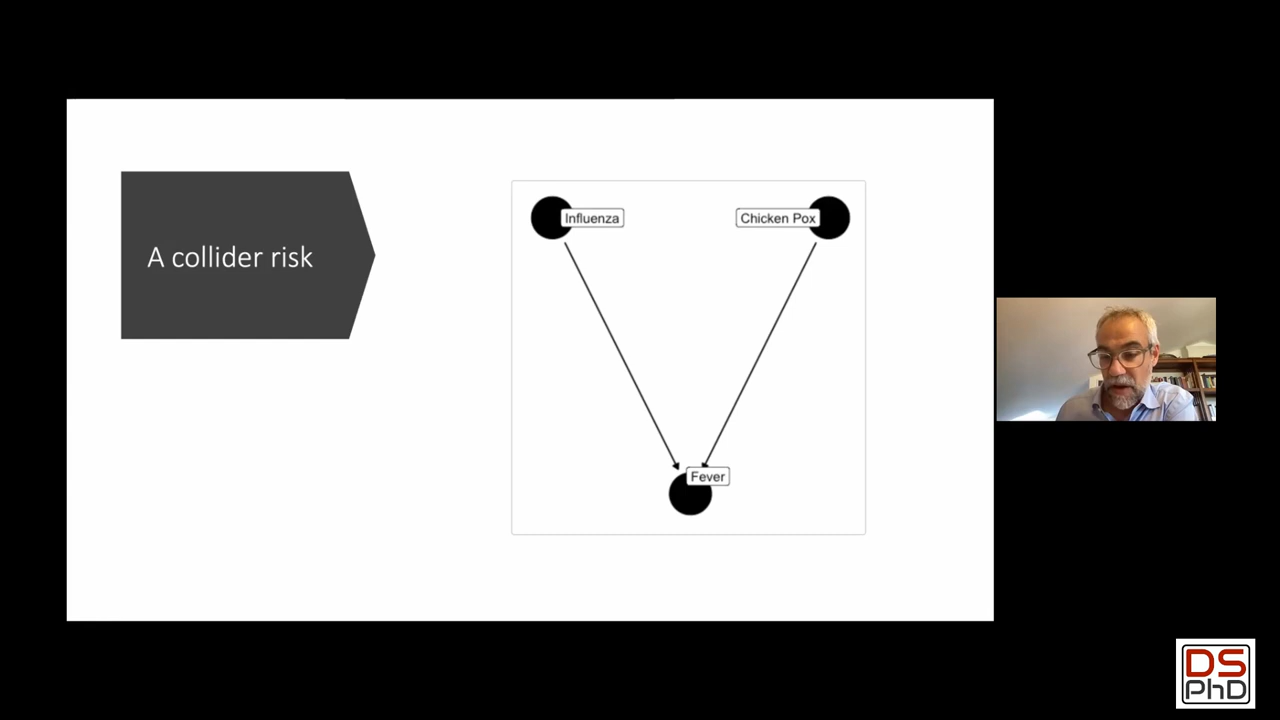 A collider risk
Influenza
Chicken Pox
Fever
DS
PhD